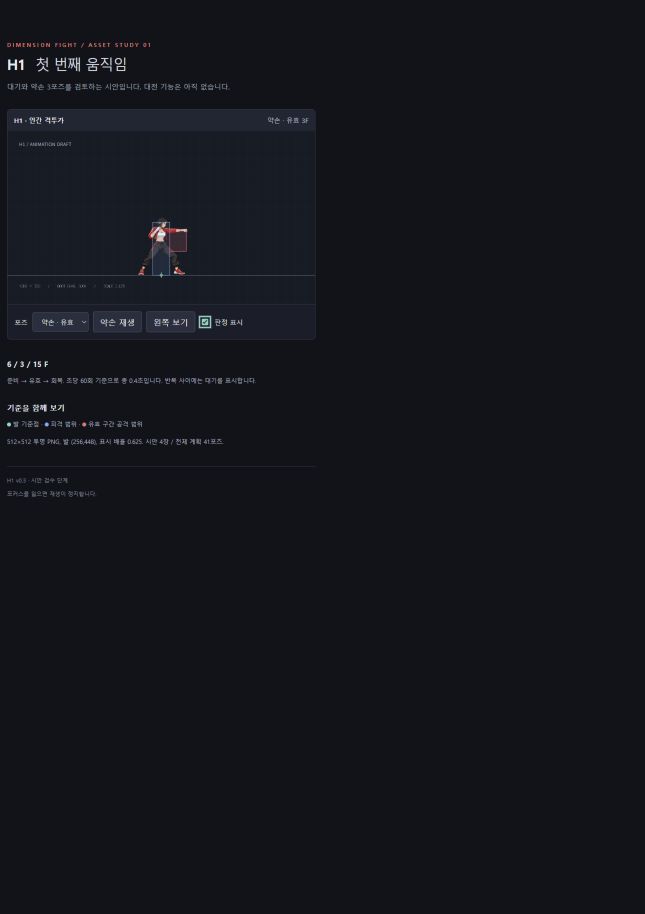 DIMENSION FIGHT / ASSET STUDY 01
H1 첫 번째 움직임
대기와 약손 3포즈를 검토하는 시안입니다. 대전 기능은 아직 없습니다.
H1 · 인간 격투가 약손 · 유효 3F
H1 / ANIMATION DRAFT
포즈 약손 · 유효 약손 재생 왼쪽 보기 판정 표시
6 / 3 / 15 F
준비 → 유효 → 회복. 초당 60회 기준으로 총 0.4초입니다. 반복 사이에는 대기를 표시합니다.
기준을 함께 보기
발 기준점 · 피격 범위 · 유효 구간 공격 범위
512×512 투명 PNG, 발 (256,448), 표시 배율 0.625. 시안 4장 / 전체 계획 41포즈.
H1 v0.3 · 시안 검수 단계
포커스를 잃으면 재생이 정지합니다.